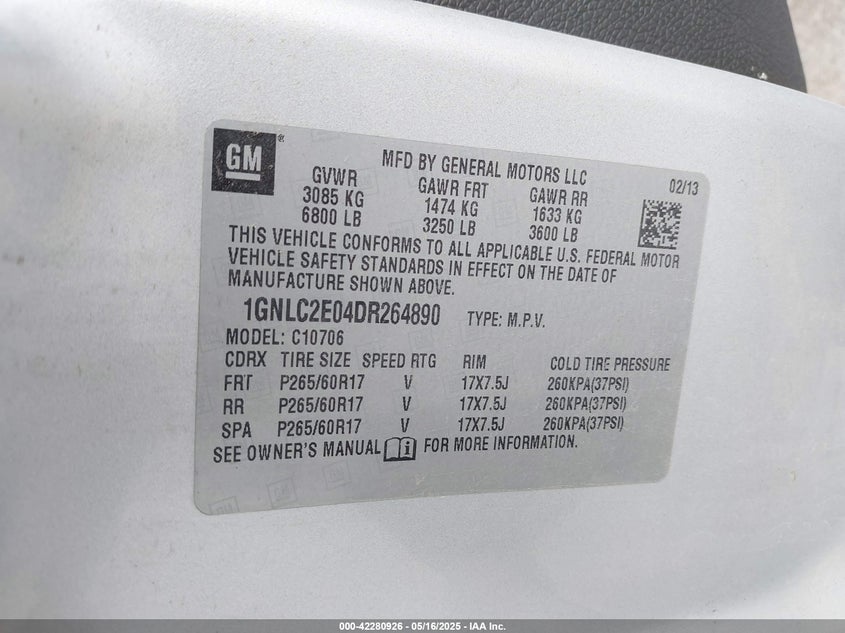 GM ®
MFD BY GENERAL MOTORS LLC
02/13
GVWR GAWR FRT GAWR RR
3085 KG 1474 KG 1633 KG
6800 LB 3250 LB 3600 LB
THIS VEHICLE CONFORMS TO ALL APPLICABLE U.S. FEDERAL MOTOR
VEHICLE SAFETY STANDARDS IN EFFECT ON THE DATE OF
MANUFACTURE SHOWN ABOVE.
1GNLC2E04DR264890 TYPE: M.P.V.
MODEL: C10706
CDRX TIRE SIZE SPEED RTG RIM COLD TIRE PRESSURE
FRT P265/60R17 V 17X7.5J 260KPA(37PSI)
RR P265/60R17 V 17X7.5J 260KPA(37PSI)
SPA P265/60R17 V 17X7.5J 260KPA(37PSI)
SEE OWNER'S MANUAL i FOR MORE INFORMATION.
GM
000-42280926 - 05/16/2025 - IAA Inc.